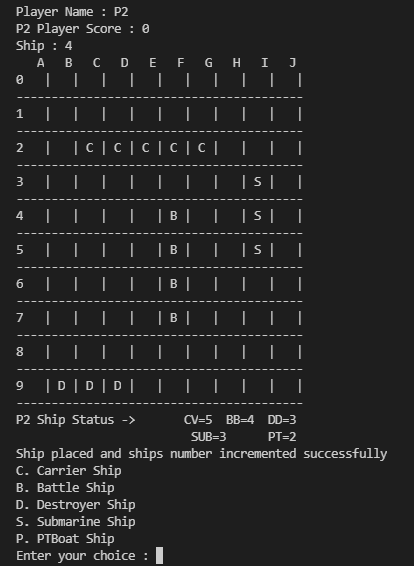 Player Name : P2
P2 Player Score : 0
Ship : 4
   A   B   C   D   E   F   G   H   I   J
0   |   |   |   |   |   |   |   |   |   |
-----------------------------------------
1   |   |   |   |   |   |   |   |   |   |
-----------------------------------------
2   |   | C | C | C | C | C |   |   |   |
-----------------------------------------
3   |   |   |   |   |   |   |   | S |   |
-----------------------------------------
4   |   |   |   |   | B |   |   | S |   |
-----------------------------------------
5   |   |   |   |   | B |   |   | S |   |
-----------------------------------------
6   |   |   |   |   | B |   |   |   |   |
-----------------------------------------
7   |   |   |   |   | B |   |   |   |   |
-----------------------------------------
8   |   |   |   |   |   |   |   |   |   |
-----------------------------------------
9   | D | D | D |   |   |   |   |   |   |
-----------------------------------------
P2 Ship Status ->       CV=5  BB=4  DD=3
                         SUB=3      PT=2
Ship placed and ships number incremented successfully
C. Carrier Ship
B. Battle Ship
D. Destroyer Ship
S. Submarine Ship
P. PTBoat Ship
Enter your choice :